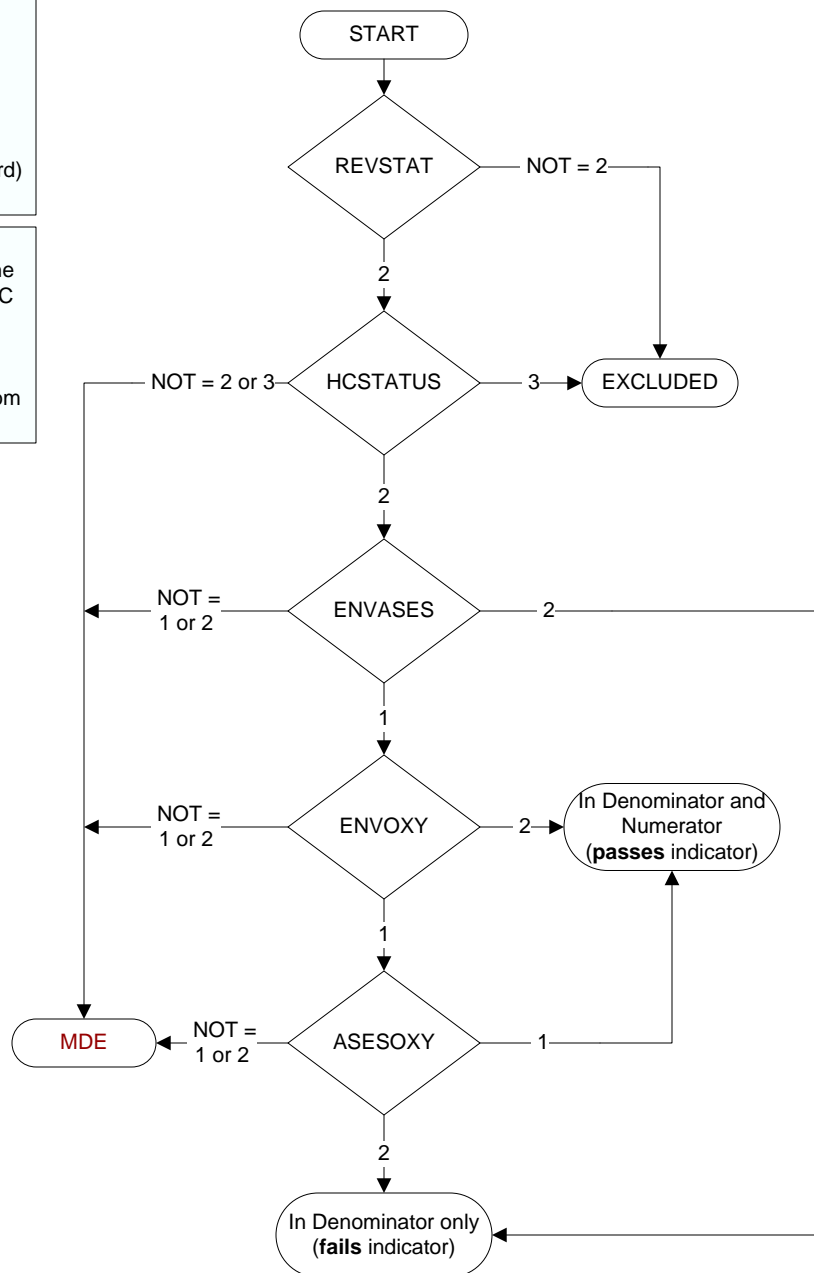 START
rd)
REVSTAT
NOT = 2
2
ne
C
om
NOT = 2 or 3
HCSTATUS
3
EXCLUDED
2
NOT =
1 or 2
ENVASES
2
1
NOT =
1 or 2
ENVOXY
2
In Denominator and
Numerator
(passes indicator)
1
MDE
NOT =
1 or 2
ASESOXY
1
2
In Denominator only
(fails indicator)